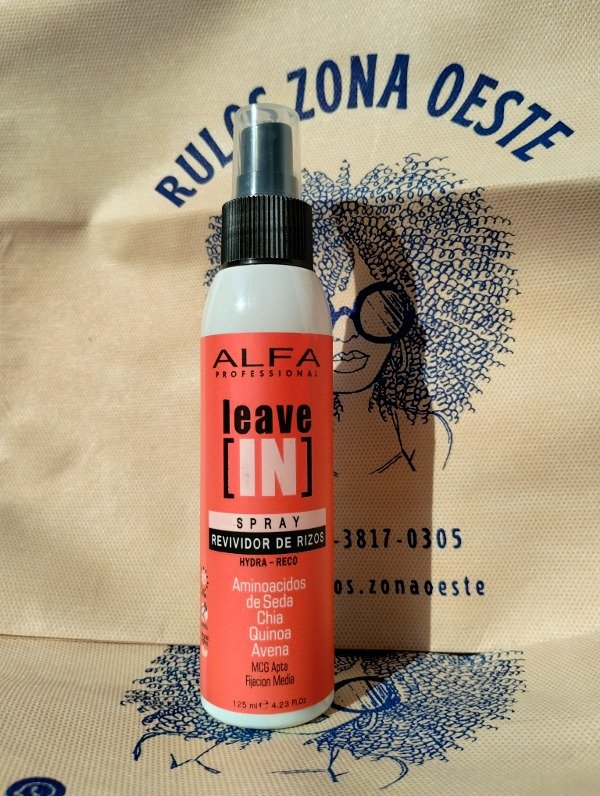 RULOS ZONA OESTE
ALFA
PROFESSIONAL
leave
[IN]
SPRAY
REVIVIDOR DE RIZOS
HYDRA - RECO
Aminoacidos
de Seda
Chia
Quinoa
Avena
MCG Apta
Fijacion Media
125 ml ℮ 4.23 Fl.Oz
-3817-0305
os.zonaoeste